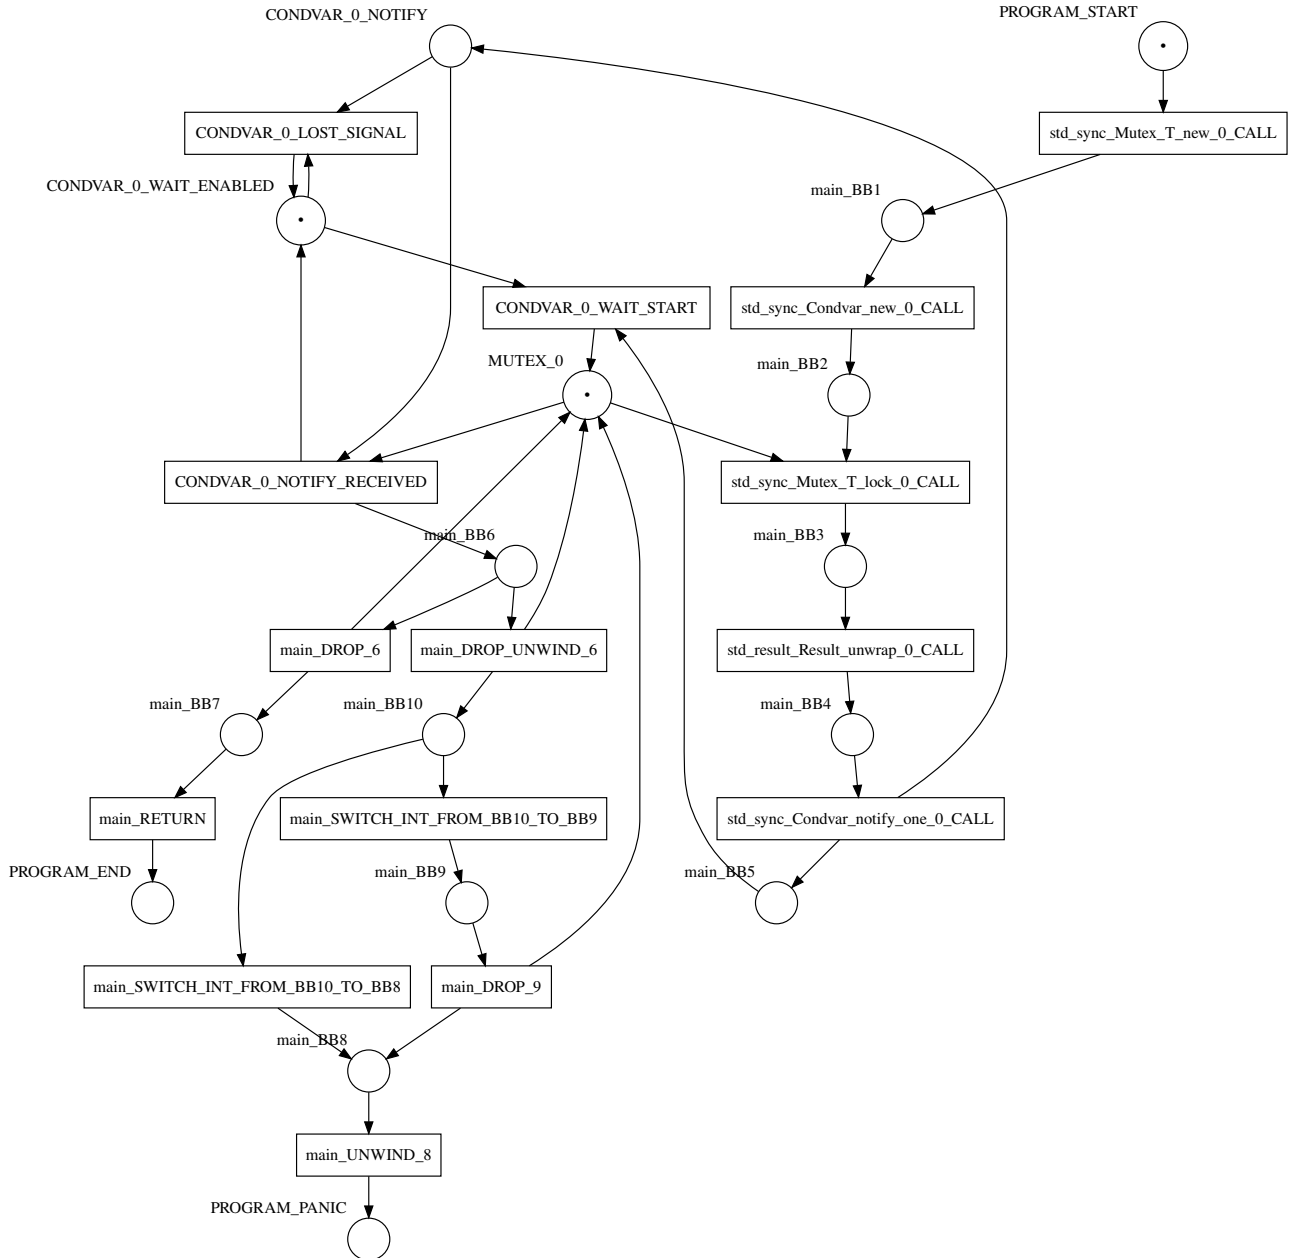 CONDVAR_0_NOTIFY
PROGRAM_START
CONDVAR_0_LOST_SIGNAL
std_sync_Mutex_T_new_0_CALL
CONDVAR_0_WAIT_ENABLED
main_BB1
CONDVAR_0_WAIT_START
std_sync_Condvar_new_0_CALL
MUTEX_0
main_BB2
CONDVAR_0_NOTIFY_RECEIVED
std_sync_Mutex_T_lock_0_CALL
main_BB6
main_BB3
main_DROP_6
main_DROP_UNWIND_6
std_result_Result_unwrap_0_CALL
main_BB7
main_BB10
main_BB4
main_RETURN
main_SWITCH_INT_FROM_BB10_TO_BB9
std_sync_Condvar_notify_one_0_CALL
PROGRAM_END
main_BB9
main_BB5
main_SWITCH_INT_FROM_BB10_TO_BB8
main_DROP_9
main_BB8
main_UNWIND_8
PROGRAM_PANIC